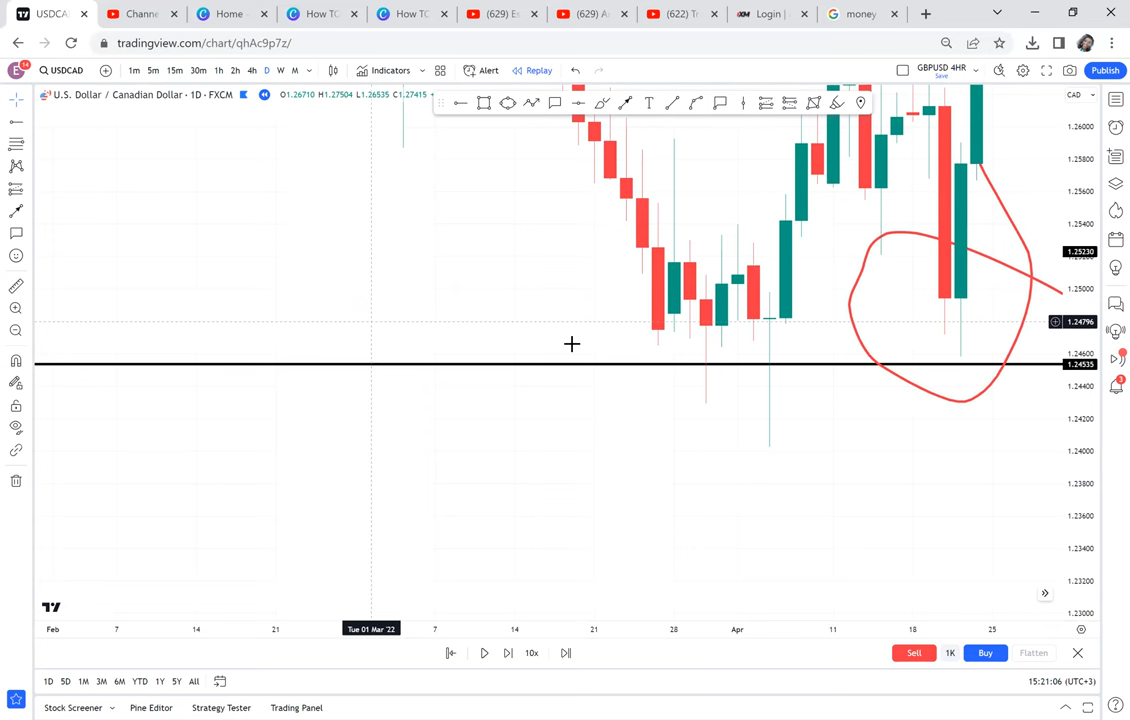 USDCA
Channe
Home -
How TC
How TC
(629) Es
(629) A
(622) Tr
XM
Login |
money
tradingview.com/chart/qhAc9p7z/
E 14 USDCAD 1m 5m 15m 30m 1h 2h 4h D W M Indicators Alert Replay GBPUSD 4HR Save Publish
U.S. Dollar / Canadian Dollar · 1D · FXCM O1.26710 H1.27504 L1.26535 C1.27415
CAD
1.26000
1.25800
1.25600
1.25400
1.25230
1.25000
1.24796
1.24600
1.24535
1.24400
1.24200
1.24000
1.23800
1.23600
1.23400
1.23200
1.23000
Feb 7 14 21 Tue 01 Mar '22 7 14 21 28 Apr 11 18 25
10x Sell 1K Buy Flatten
1D 5D 1M 3M 6M YTD 1Y 5Y All 15:21:06 (UTC+3)
Stock Screener Pine Editor Strategy Tester Trading Panel